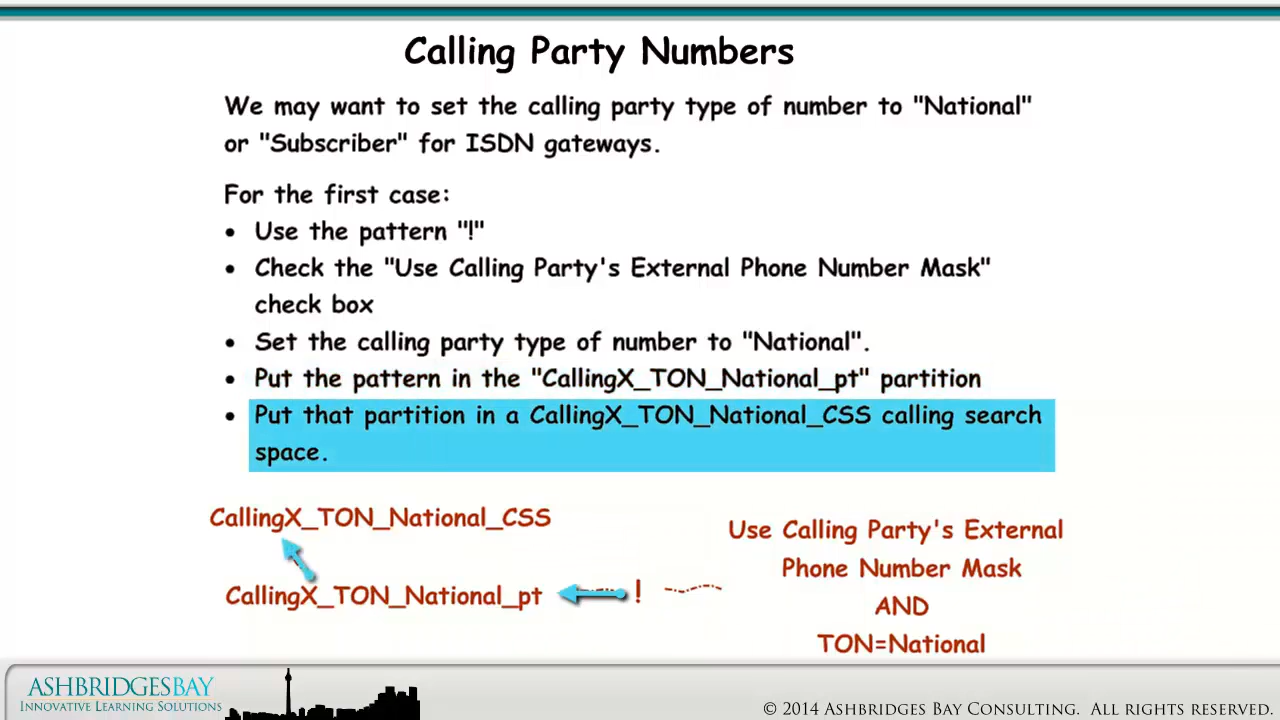 Calling Party Numbers
We may want to set the calling party type of number to "National"
or "Subscriber" for ISDN gateways.
For the first case:
• Use the pattern "!"
• Check the "Use Calling Party's External Phone Number Mask"
check box
• Set the calling party type of number to "National".
• Put the pattern in the "CallingX_TON_National_pt" partition
• Put that partition in a CallingX_TON_National_CSS calling search
space.
CallingX_TON_National_CSS
CallingX_TON_National_pt
!
Use Calling Party's External
Phone Number Mask
AND
TON=National
ASHBRIDGESBAY
INNOVATIVE LEARNING SOLUTIONS
© 2014 ASHBRIDGES BAY CONSULTING. ALL RIGHTS RESERVED.